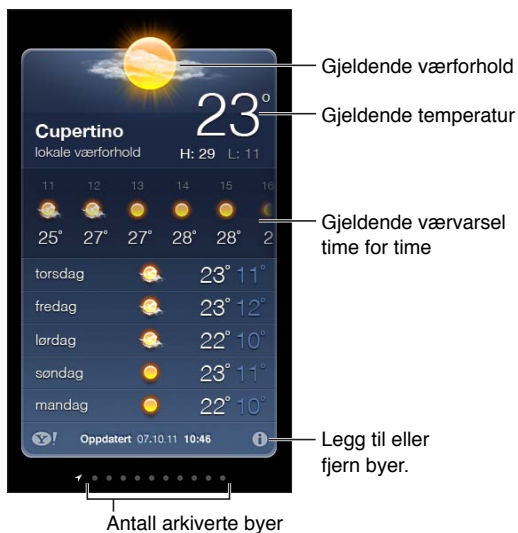 Gjeldende værforhold
23°
Gjeldende temperatur
Cupertino
lokale værforhold H: 29 L: 11
11 12 13 14 15 16
25° 27° 27° 28° 28° 2
Gjeldende værvarsel
time for time
torsdag 23° 11°
fredag 23° 12°
lørdag 22° 10°
søndag 23° 11°
mandag 22° 10°
Y! Oppdatert 07.10.11 10:46 i
Legg til eller
fjern byer.
Antall arkiverte byer